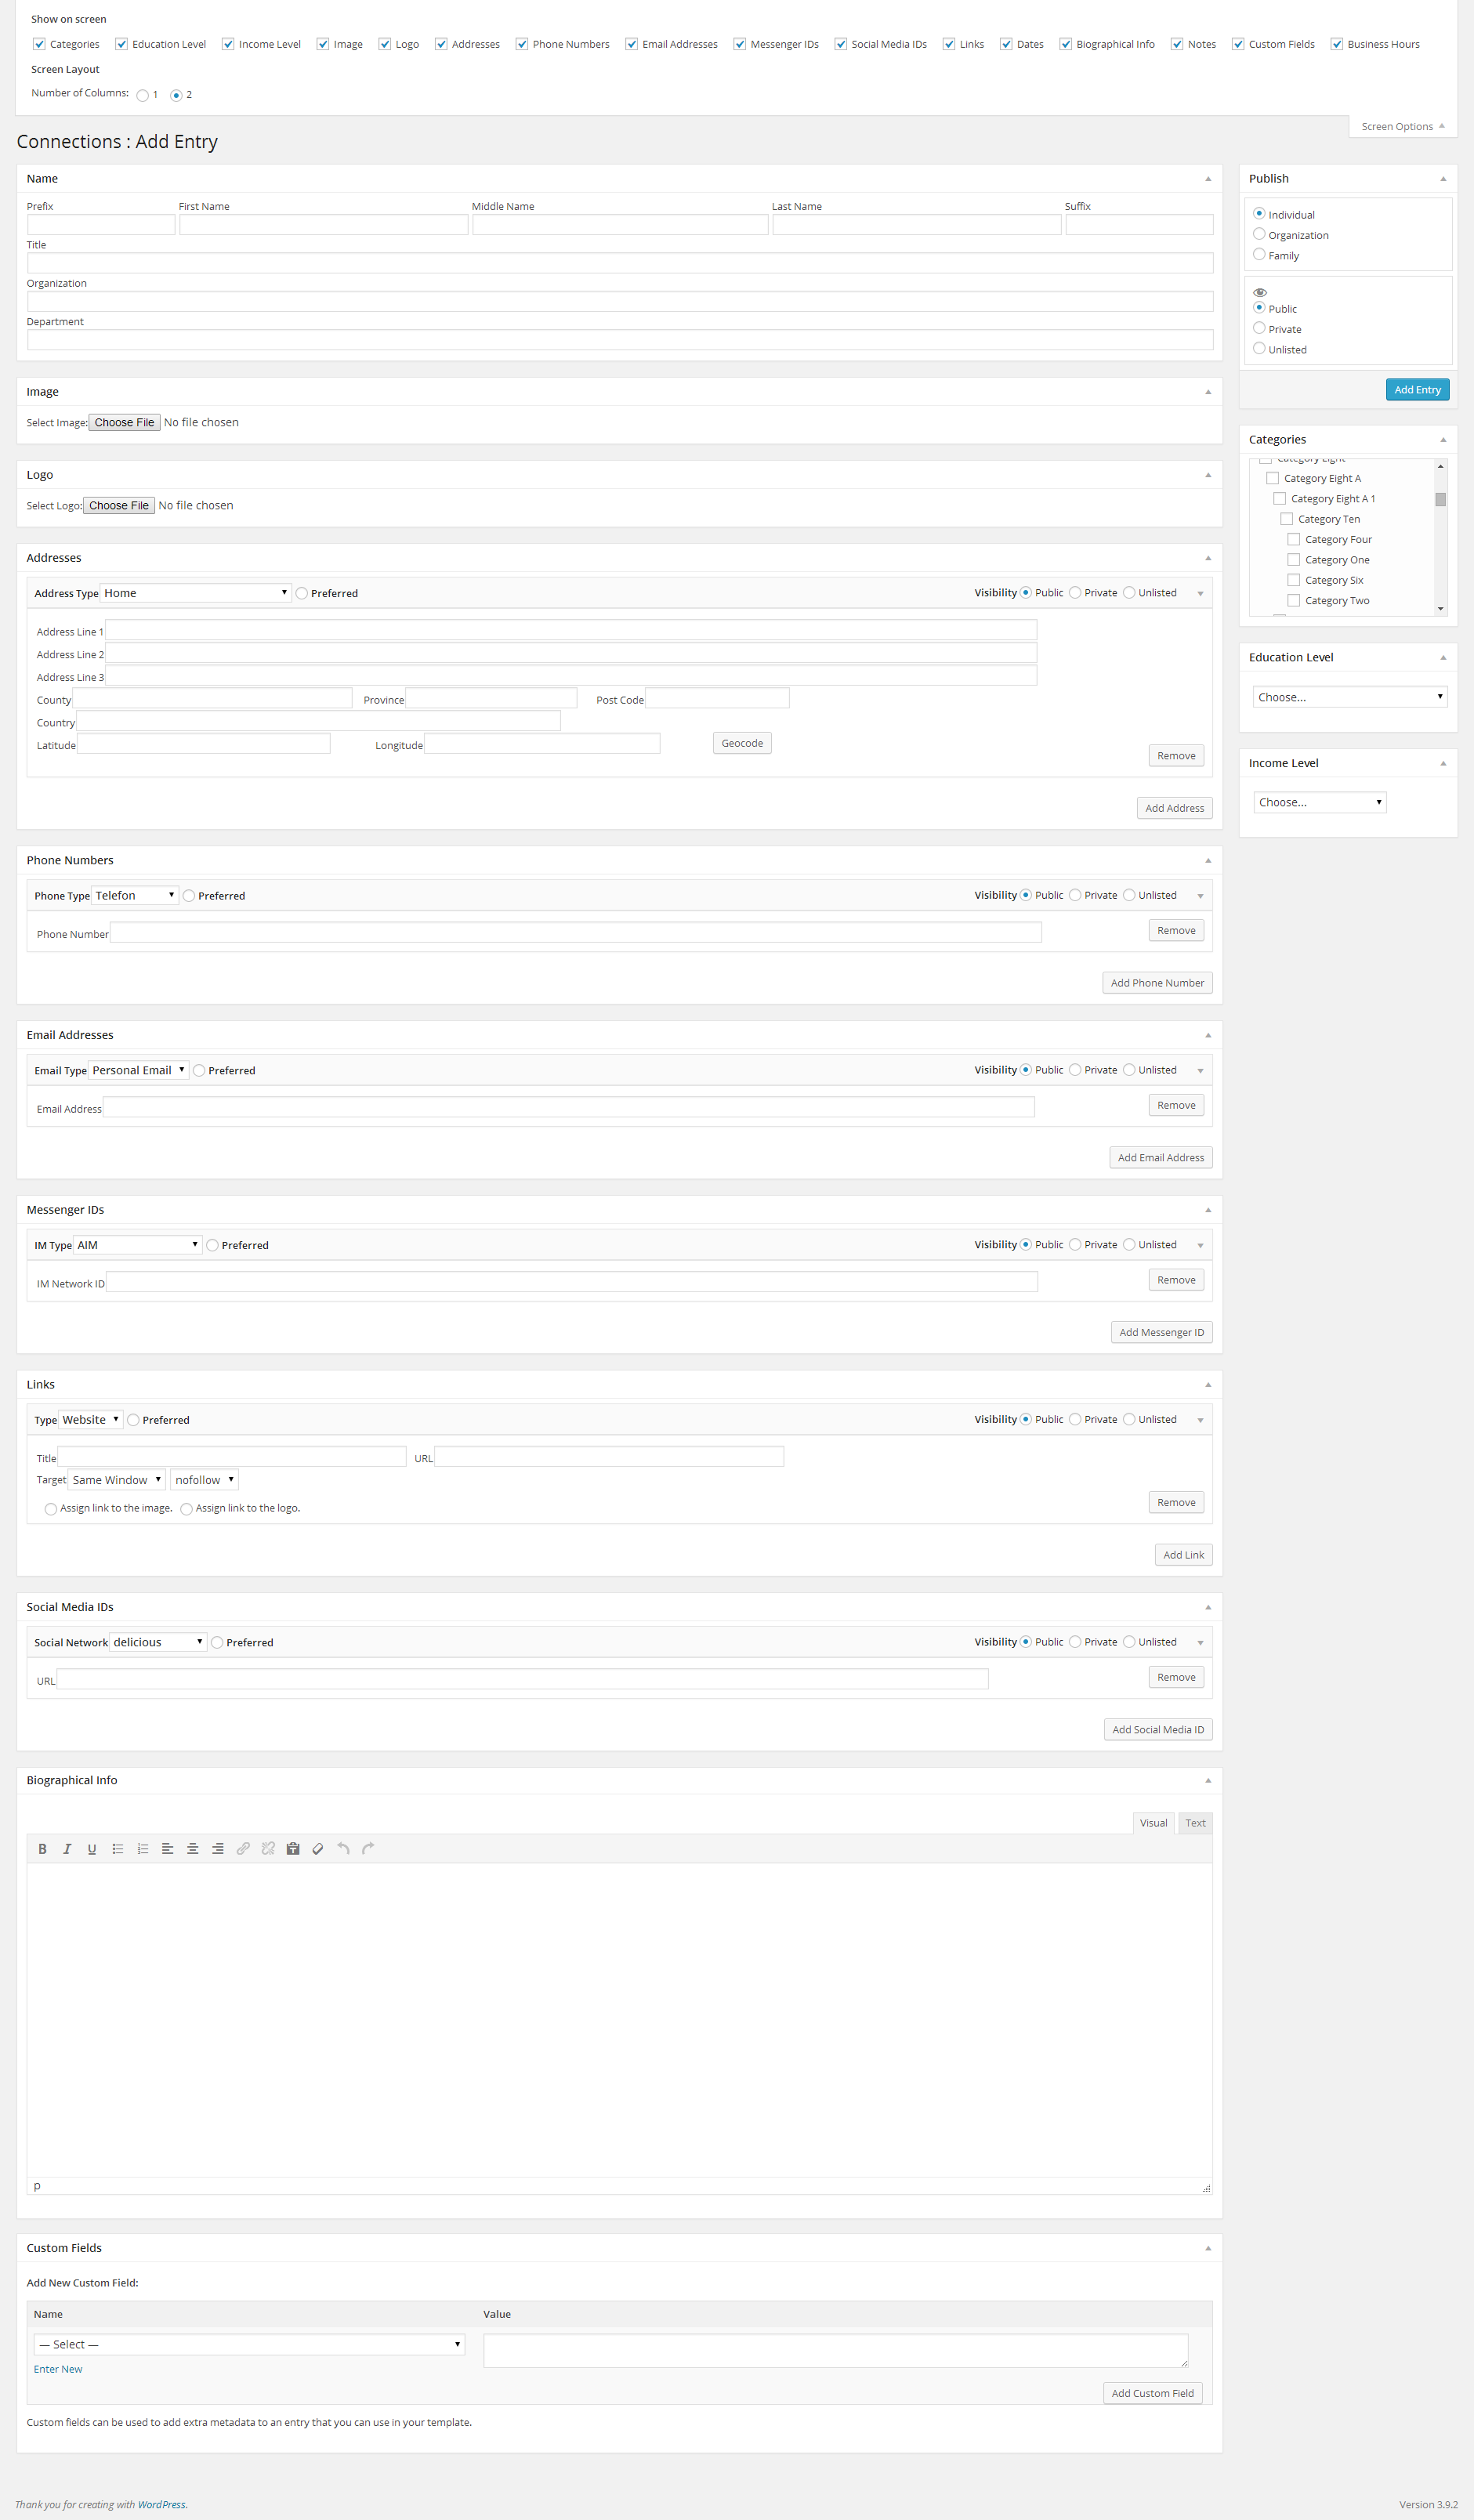 Show on screen
Categories Education Level Income Level Image Logo Addresses Phone Numbers Email Addresses Messenger IDs Social Media IDs Links Dates Biographical Info Notes Custom Fields Business Hours
Screen Layout
Number of Columns: 1 2
Screen Options
Connections : Add Entry
Name
Prefix First Name Middle Name Last Name Suffix
Title
Organization
Department
Image
Select Image: Choose File No file chosen
Logo
Select Logo: Choose File No file chosen
Addresses
Address Type Home Preferred Visibility Public Private Unlisted
Address Line 1
Address Line 2
Address Line 3
County Province Post Code
Country
Latitude Longitude Geocode
Remove
Add Address
Phone Numbers
Phone Type Telefon Preferred Visibility Public Private Unlisted
Phone Number Remove
Add Phone Number
Email Addresses
Email Type Personal Email Preferred Visibility Public Private Unlisted
Email Address Remove
Add Email Address
Messenger IDs
IM Type AIM Preferred Visibility Public Private Unlisted
IM Network ID Remove
Add Messenger ID
Links
Type Website Preferred Visibility Public Private Unlisted
Title URL
Target Same Window nofollow
Assign link to the image. Assign link to the logo. Remove
Add Link
Social Media IDs
Social Network delicious Preferred Visibility Public Private Unlisted
URL Remove
Add Social Media ID
Biographical Info
Visual Text
B I U
p
Custom Fields
Add New Custom Field:
Name Value
— Select —
Enter New
Add Custom Field
Custom fields can be used to add extra metadata to an entry that you can use in your template.
Publish
Individual
Organization
Family
Public
Private
Unlisted
Add Entry
Categories
Category Eight
Category Eight A
Category Eight A 1
Category Ten
Category Four
Category One
Category Six
Category Two
Education Level
Choose...
Income Level
Choose...
Thank you for creating with WordPress. Version 3.9.2